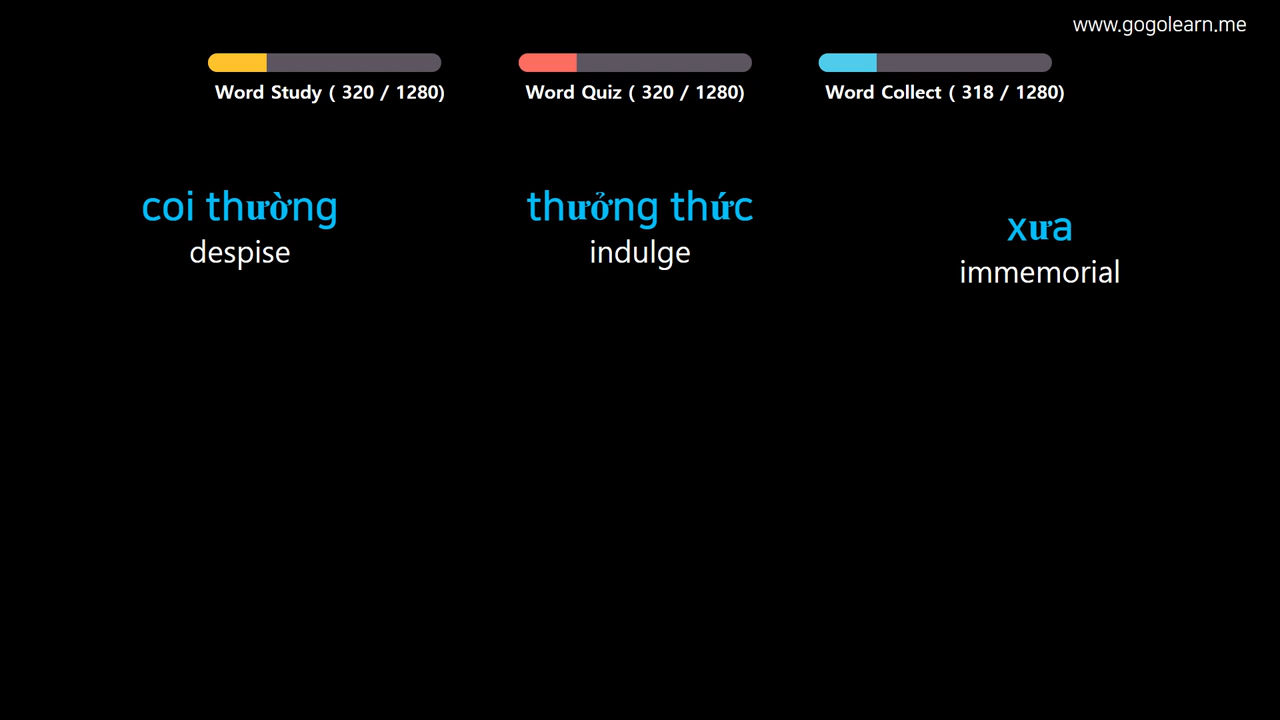 www.gogolearn.me
Word Study ( 320 / 1280)
Word Quiz ( 320 / 1280)
Word Collect ( 318 / 1280)
coi thường
despise
thưởng thức
indulge
xưa
immemorial